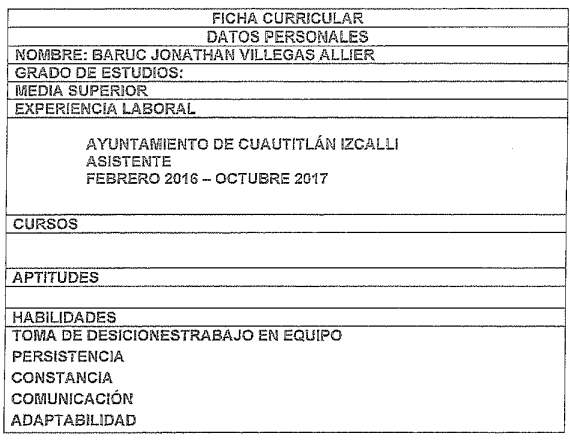 FICHA CURRICULAR
DATOS PERSONALES
NOMBRE: BARUC JONATHAN VILLEGAS ALLIER
GRADO DE ESTUDIOS:
MEDIA SUPERIOR
EXPERIENCIA LABORAL
AYUNTAMIENTO DE CUAUTITLÁN IZCALLI
ASISTENTE
FEBRERO 2016 – OCTUBRE 2017
CURSOS
APTITUDES
HABILIDADES
TOMA DE DESICIONESTRABAJO EN EQUIPO
PERSISTENCIA
CONSTANCIA
COMUNICACIÓN
ADAPTABILIDAD